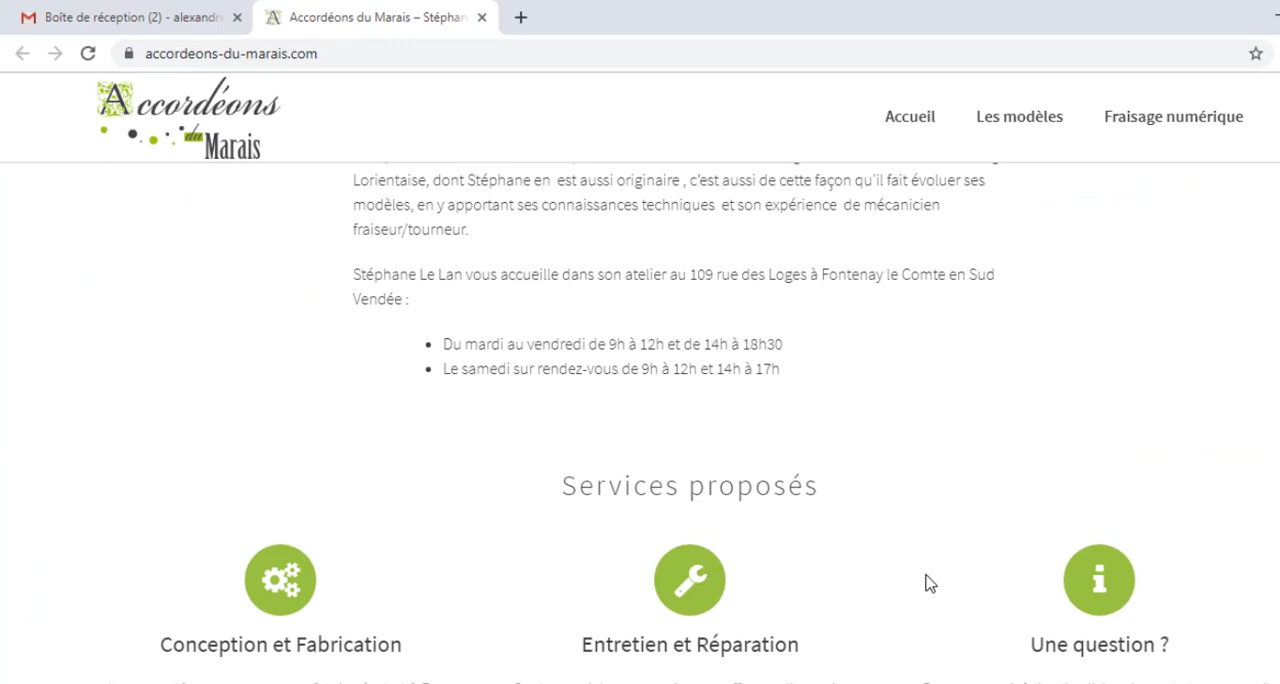 Boîte de réception (2) - alexandr
Accordéons du Marais – Stéphan
accordeons-du-marais.com
Accordéons
du Marais
Accueil
Les modèles
Fraisage numérique
Lorientaise, dont Stéphane en est aussi originaire , c'est aussi de cette façon qu'il fait évoluer ses
modèles, en y apportant ses connaissances techniques et son expérience de mécanicien
fraiseur/tourneur.
Stéphane Le Lan vous accueille dans son atelier au 109 rue des Loges à Fontenay le Comte en Sud
Vendée :
• Du mardi au vendredi de 9h à 12h et de 14h à 18h30
• Le samedi sur rendez-vous de 9h à 12h et 14h à 17h
Services proposés
Conception et Fabrication
Entretien et Réparation
Une question ?